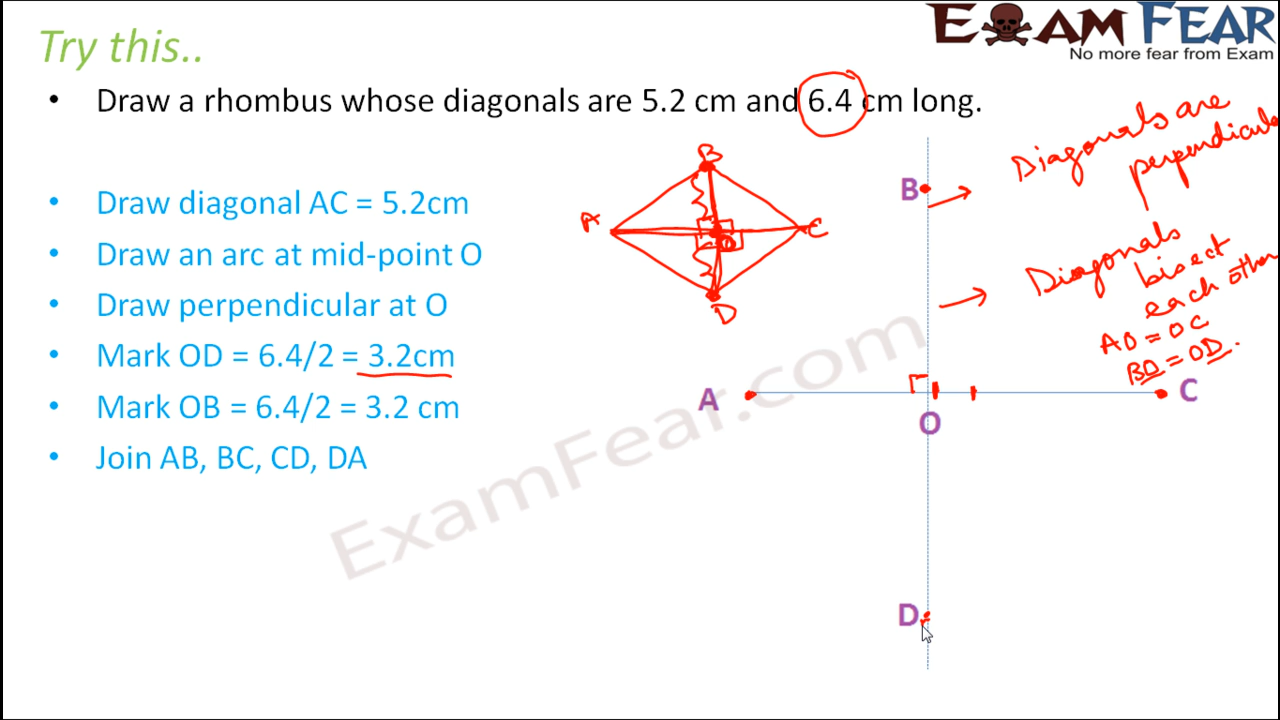 EXAM FEAR
No more fear from Exam
Try this..
• Draw a rhombus whose diagonals are 5.2 cm and 6.4 cm long.
• Draw diagonal AC = 5.2cm
• Draw an arc at mid-point O
• Draw perpendicular at O
• Mark OD = 6.4/2 = 3.2cm
• Mark OB = 6.4/2 = 3.2 cm
• Join AB, BC, CD, DA
B
A
C
O
D
Diagonals are
perpendicula
Diagonals
bisect
each other
AO = OC
BO = OD.
B
A
C
O
D
ExamFear.com